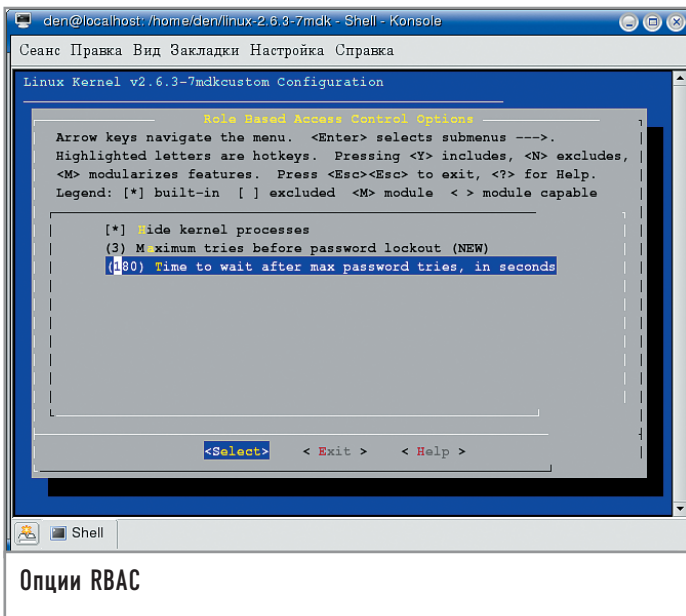 den@localhost: /home/den/linux-2.6.3-7mdk - Shell - Konsole
Сеанс Правка Вид Закладки Настройка Справка
Linux Kernel v2.6.3-7mdkcustom Configuration
Role Based Access Control Options
Arrow keys navigate the menu. <Enter> selects submenus --->.
Highlighted letters are hotkeys. Pressing <Y> includes, <N> excludes,
<M> modularizes features. Press <Esc><Esc> to exit, <?> for Help.
Legend: [*] built-in [ ] excluded <M> module < > module capable
[*] Hide kernel processes
(3) Maximum tries before password lockout (NEW)
(180) Time to wait after max password tries, in seconds
<Select> < Exit > < Help >
Shell
Опции RBAC